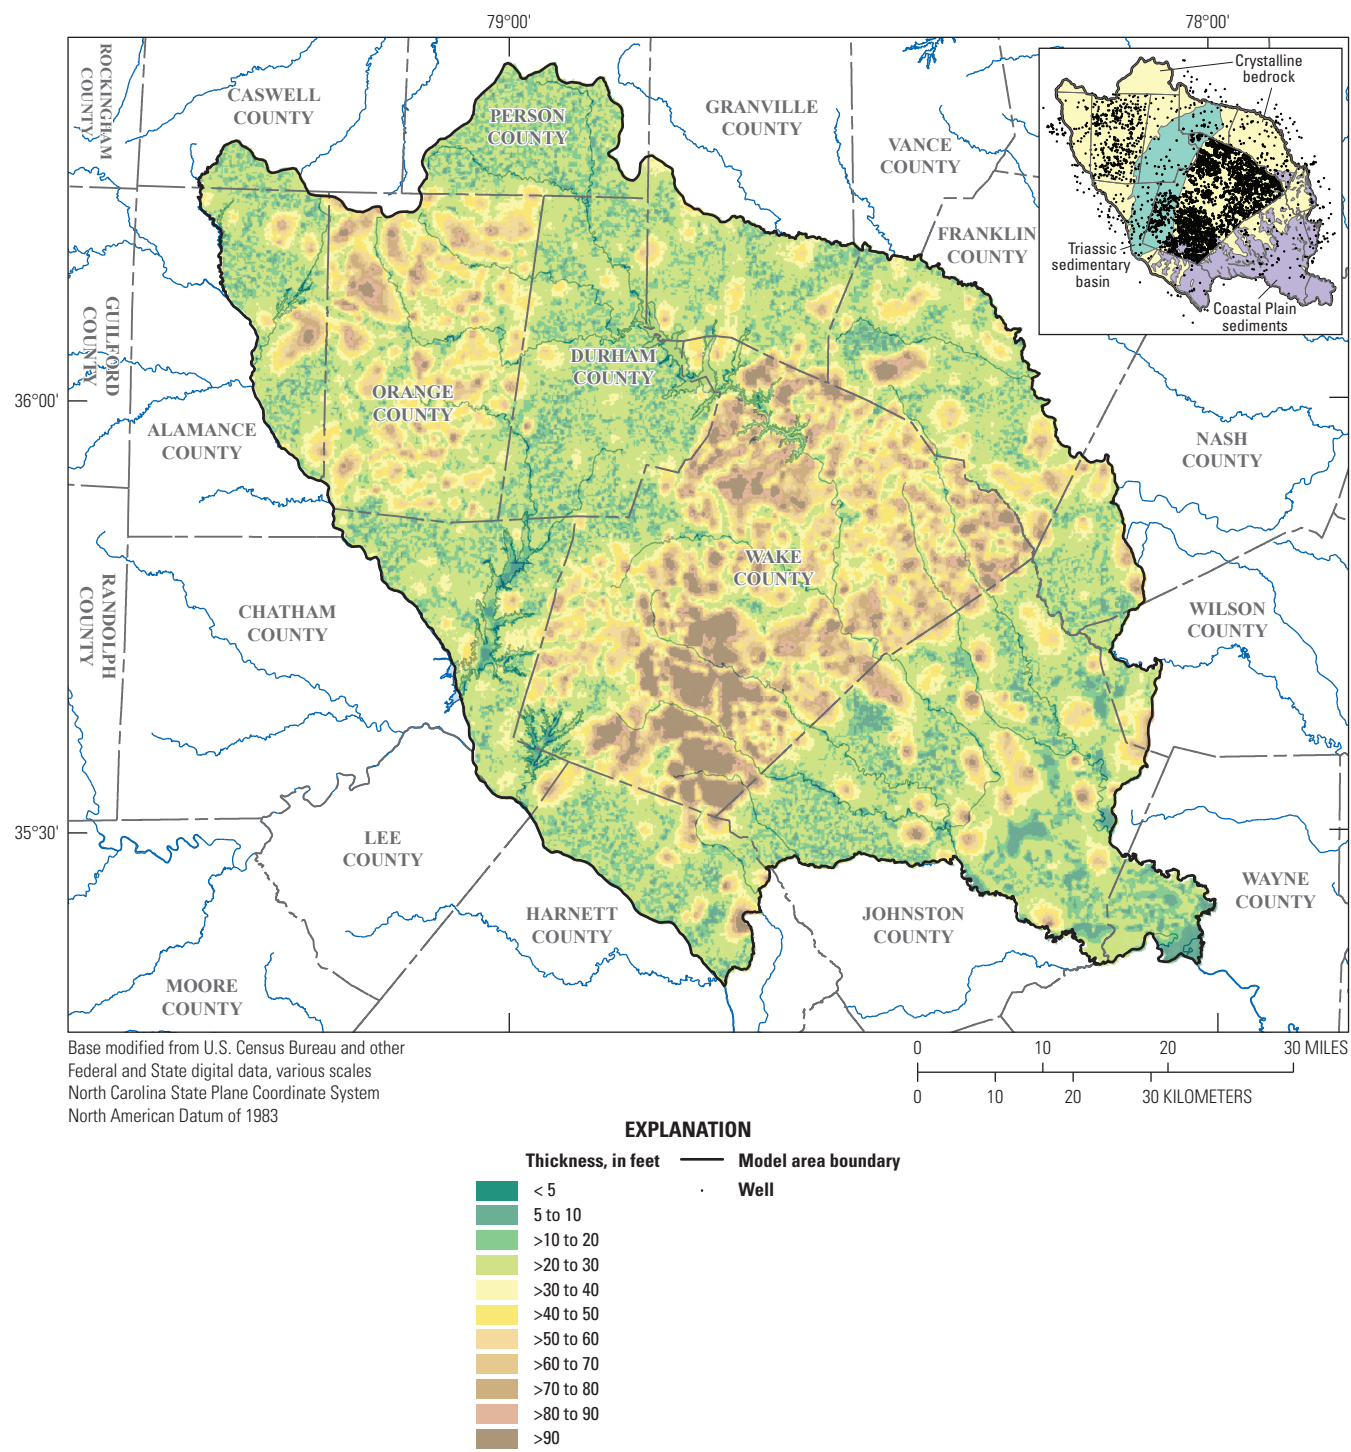 79°00'
78°00'
ROCKINGHAM
COUNTY
CASWELL
COUNTY
PERSON
COUNTY
GRANVILLE
COUNTY
VANCE
COUNTY
FRANKLIN
COUNTY
Crystalline
bedrock
Triassic
sedimentary
basin
Coastal Plain
sediments
GUILFORD
COUNTY
36°00'
DURHAM
COUNTY
ORANGE
COUNTY
ALAMANCE
COUNTY
NASH
COUNTY
WAKE
COUNTY
RANDOLPH
COUNTY
CHATHAM
COUNTY
WILSON
COUNTY
35°30'
LEE
COUNTY
WAYNE
COUNTY
HARNETT
COUNTY
JOHNSTON
COUNTY
MOORE
COUNTY
Base modified from U.S. Census Bureau and other
Federal and State digital data, various scales
North Carolina State Plane Coordinate System
North American Datum of 1983
0 10 20 30 MILES
0 10 20 30 KILOMETERS
EXPLANATION
Thickness, in feet
< 5
5 to 10
>10 to 20
>20 to 30
>30 to 40
>40 to 50
>50 to 60
>60 to 70
>70 to 80
>80 to 90
>90
Model area boundary
Well